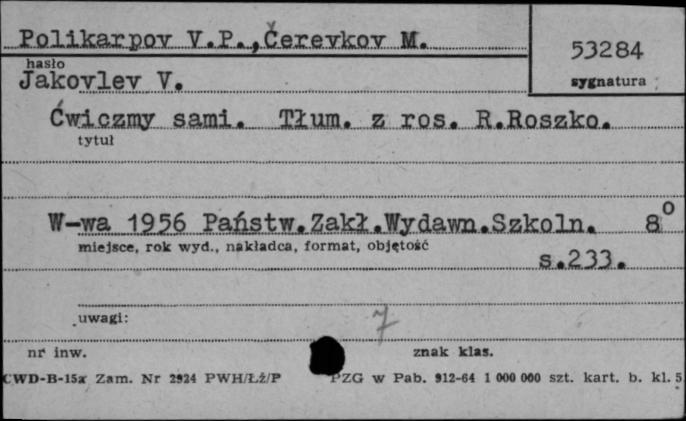 Polikarpov V.P.,Čerevkov M.
53284
hasło
sygnatura
Jakovlev V.
Ćwiczmy sami. Tłum. z ros. R.Roszko.
tytuł
W-wa 1956 Państw.Zakł.Wydawn.Szkoln. 8⁰
miejsce, rok wyd., nakładca, format, objętość
s.233.
uwagi:
7
nr inw.
znak klas.
CWD-B-15a Zam. Nr 2924 PWH/Łż/P PZG w Pab. 912-64 1 000 000 szt. kart. b. kl. 5